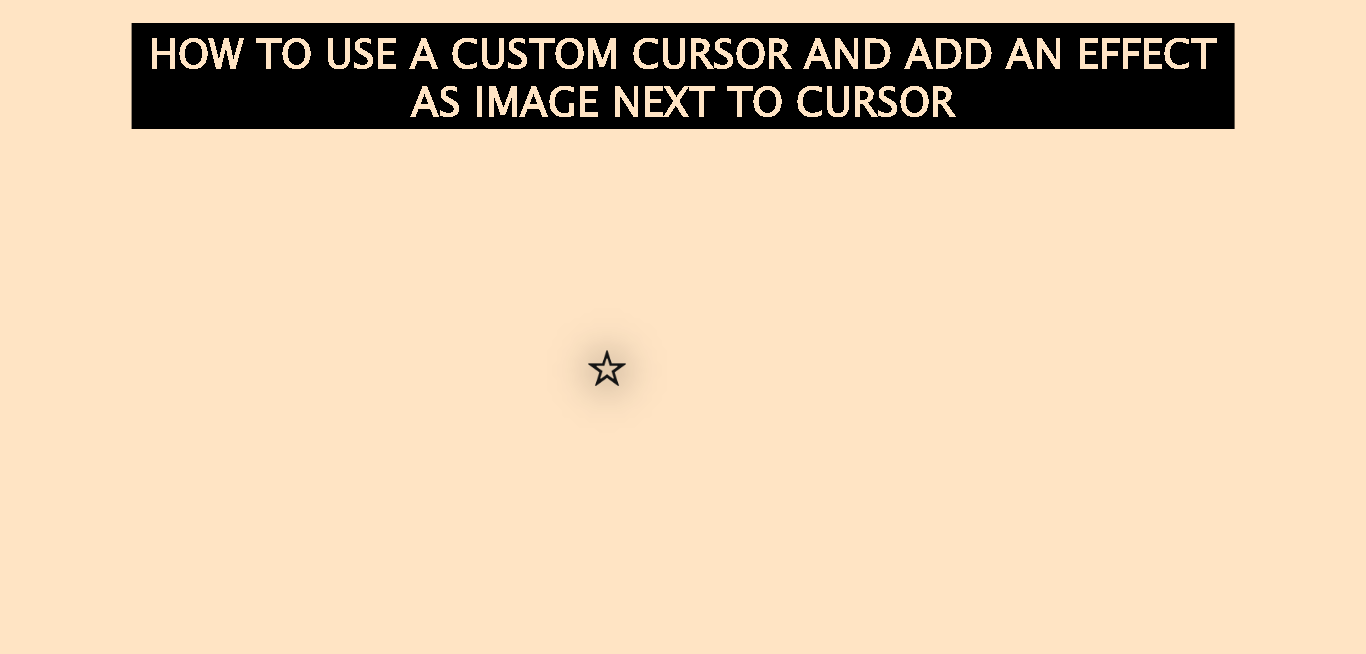 HOW TO USE A CUSTOM CURSOR AND ADD AN EFFECT
AS IMAGE NEXT TO CURSOR